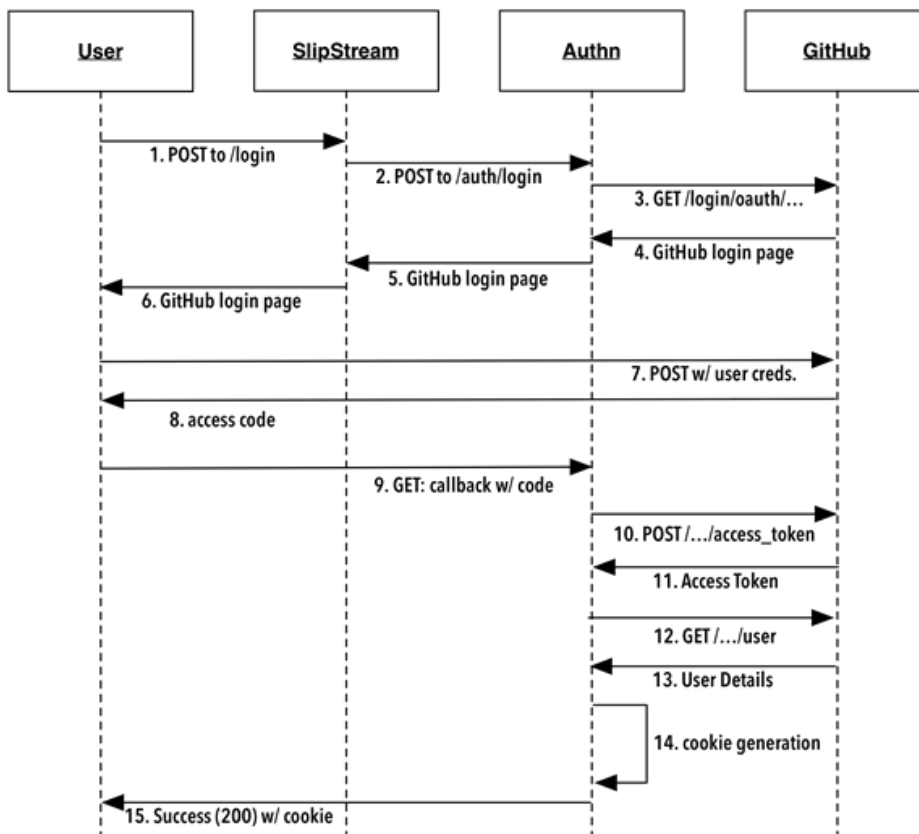 User
SlipStream
Authn
GitHub
1. POST to /login
2. POST to /auth/login
3. GET /login/oauth/...
4. GitHub login page
5. GitHub login page
6. GitHub login page
7. POST w/ user creds.
8. access code
9. GET: callback w/ code
10. POST /.../access_token
11. Access Token
12. GET /.../user
13. User Details
14. cookie generation
15. Success (200) w/ cookie